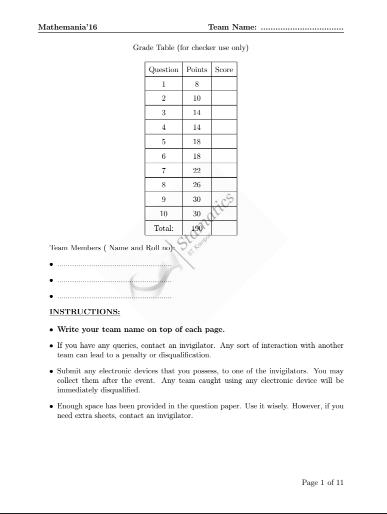 Mathemania'16 Team Name: ..................................
Grade Table (for checker use only)
Question Points Score
1 8
2 10
3 14
4 14
5 18
6 18
7 22
8 26
9 30
10 30
Total: 190
Stamatics
IIT Kanpur
Team Members ( Name and Roll no):
• ..................................................
• ..................................................
• ..................................................
INSTRUCTIONS:
• Write your team name on top of each page.
• If you have any queries, contact an invigilator. Any sort of interaction with another
team can lead to a penalty or disqualification.
• Submit any electronic devices that you possess, to one of the invigilators. You may
collect them after the event. Any team caught using any electronic device will be
immediately disqualified.
• Enough space has been provided in the question paper. Use it wisely. However, if you
need extra sheets, contact an invigilator.
Page 1 of 11